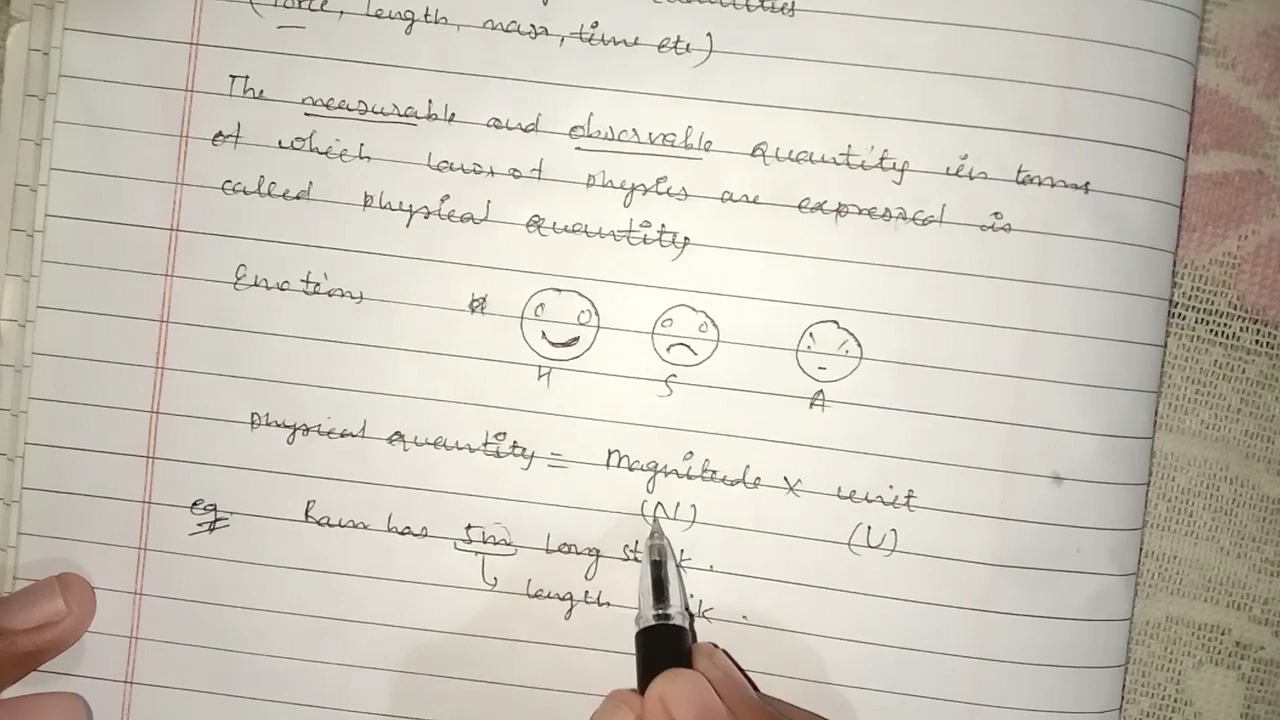 (force, length, mass, time etc)
The measurable and observable quantity in terms
of which laws of physics are expressed is
called physical quantity
Emotions
H S A
physical quantity = Magnitude × unit
(N) (U)
eg Ram has 5m long
length